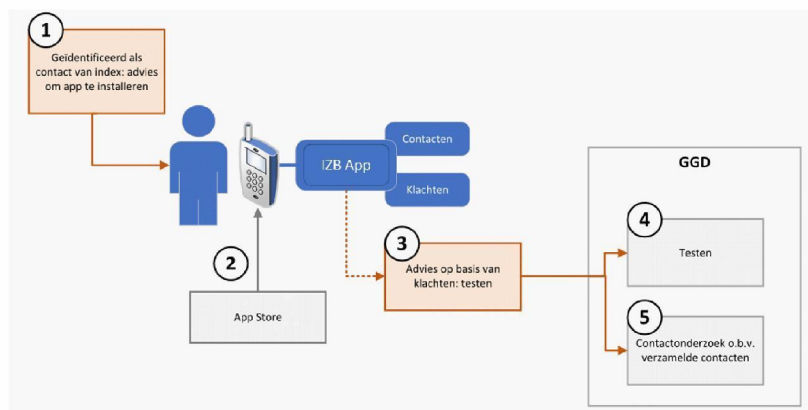 1
Geïdentificeerd als
contact van index: advies
om app te installeren
IZB App
Contacten
Klachten
2
App Store
3
Advies op basis van
klachten: testen
GGD
4
Testen
5
Contactonderzoek o.b.v.
verzamelde contacten